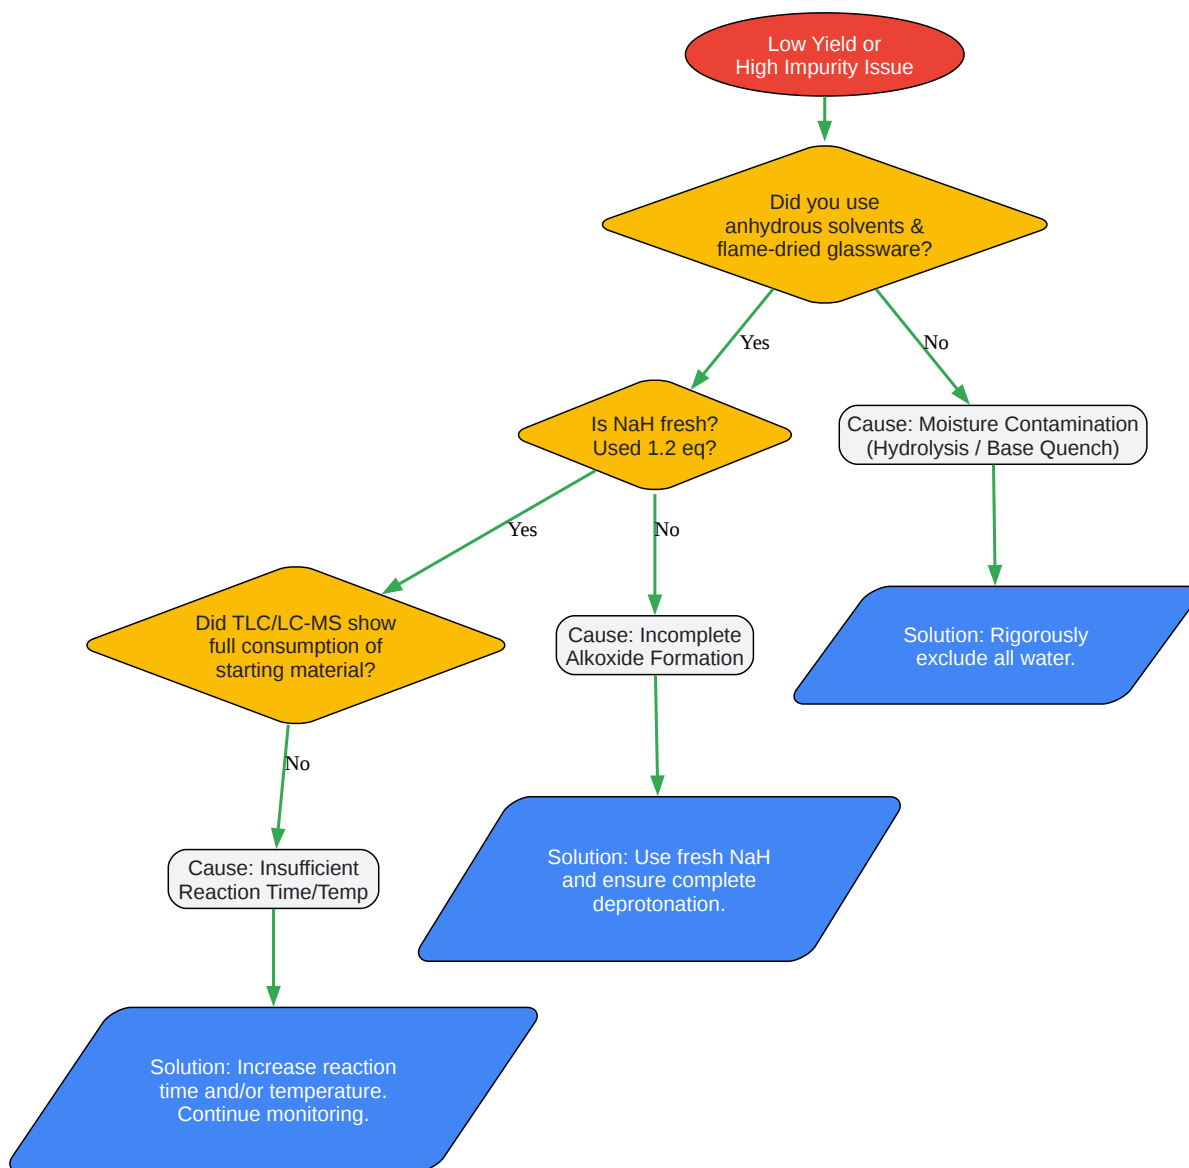 Low Yield or
High Impurity Issue
Did you use
anhydrous solvents &
flame-dried glassware?
Yes
No
Is NaH fresh?
Used 1.2 eq?
Cause: Moisture Contamination
(Hydrolysis / Base Quench)
Yes
No
Did TLC/LC-MS show
full consumption of
starting material?
Cause: Incomplete
Alkoxide Formation
Solution: Rigorously
exclude all water.
No
Cause: Insufficient
Reaction Time/Temp
Solution: Use fresh NaH
and ensure complete
deprotonation.
Solution: Increase reaction
time and/or temperature.
Continue monitoring.